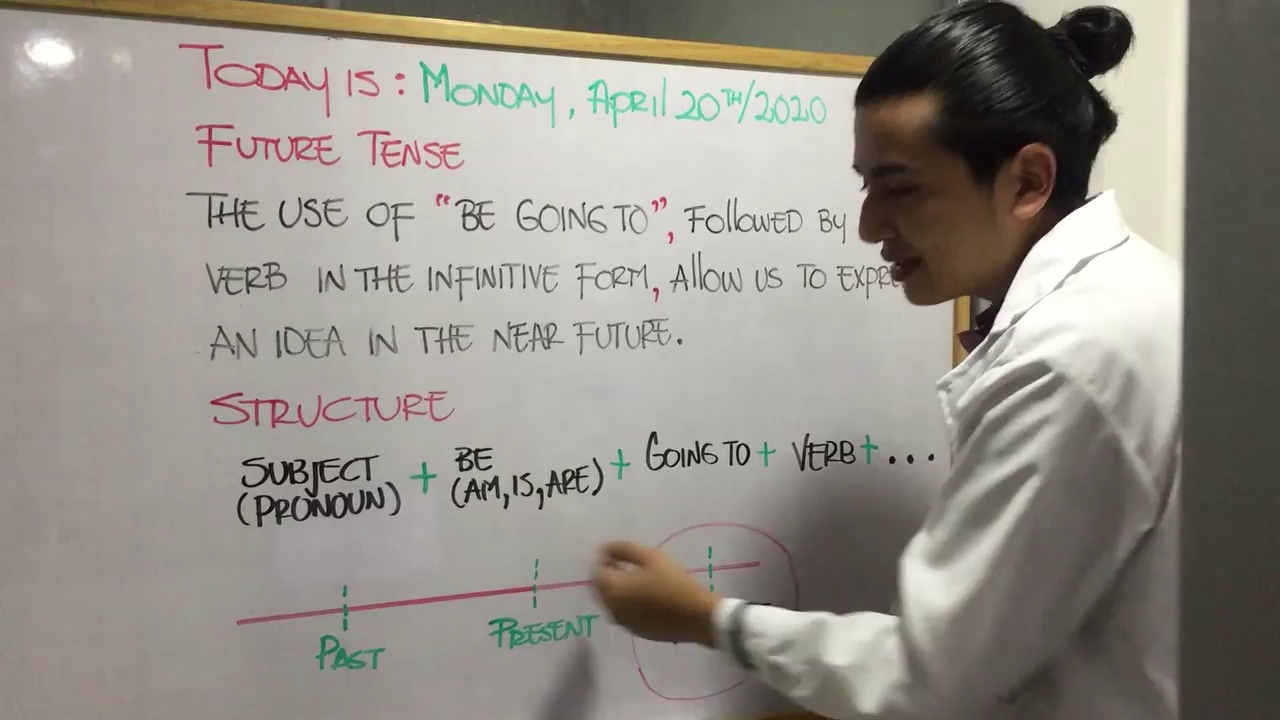 TODAY IS: MONDAY, APRIL 20TH/2020
FUTURE TENSE
THE USE OF "BE GOING TO", FOLLOWED BY
VERB IN THE INFINITIVE FORM, ALLOW US TO
AN IDEA IN THE NEAR FUTURE.
STRUCTURE
SUBJECT (PRONOUN) + BE (AM, IS, ARE) + GOING TO + VERB + ...
PAST PRESENT